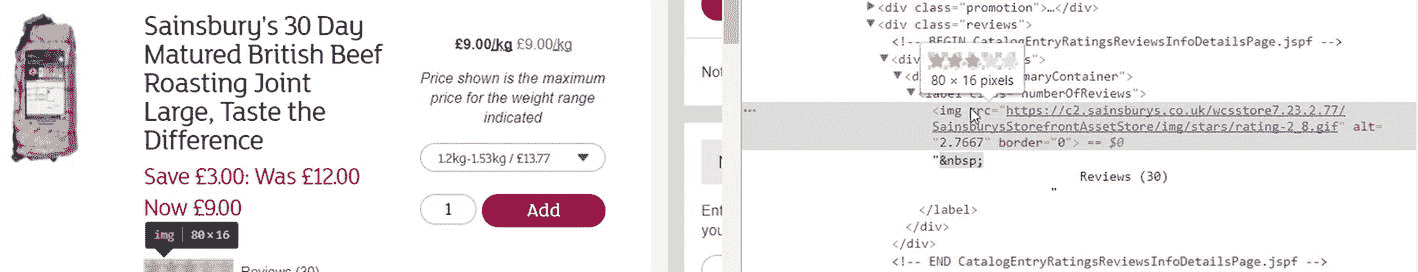 Sainsbury's 30 Day
Matured British Beef
Roasting Joint
Large, Taste the
Difference
Save £3.00: Was £12.00
Now £9.00
img 80×16
Reviews (30)
£9.00/kg £9.00/kg
Price shown is the maximum
price for the weight range
indicated
1.2kg-1.53kg / £13.77
1 Add
Not
Ent
you
<div class="promotion">…</div>
<div class="reviews">
<!-- BEGIN CatalogEntryRatingsReviewsInfoDetailsPage.jspf -->
80 × 16 pixels
<img src="https://c2.sainsburys.co.uk/wcsstore7.23.2.77/
SainsburysStorefrontAssetStore/img/stars/rating-2_8.gif" alt=
"2.7667" border="0"> == $0
"&nbsp;
Reviews (30)
"
</label>
</div>
</div>
<!-- END CatalogEntryRatingsReviewsInfoDetailsPage.jspf -->